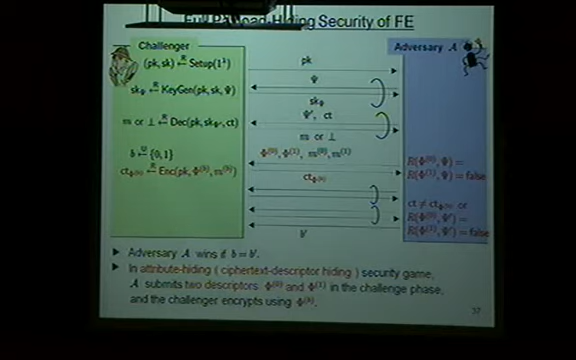 Full Payload-Hiding Security of FE
Challenger
Adversary 𝒜
(pk, sk) ←R Setup(1^λ)
pk
Ψ
sk_Ψ ←R KeyGen(pk, sk, Ψ)
sk_Ψ
Ψ', ct
m or ⊥ ←R Dec(pk, sk_Ψ', ct)
m or ⊥
b ←U {0,1}
Φ^(0), Φ^(1), m^(0), m^(1)
R(Φ^(0), Ψ) =
ct_Φ^(b) ←R Enc(pk, Φ^(b), m^(b))
ct_Φ^(b)
R(Φ^(1), Ψ) = false
ct ≠ ct_Φ^(b) or
R(Φ^(0), Ψ') =
R(Φ^(1), Ψ') = false
b'
Adversary 𝒜 wins if b = b'.
In attribute-hiding ( ciphertext-descriptor hiding ) security game,
𝒜 submits two descriptors Φ^(0) and Φ^(1) in the challenge phase,
and the challenger encrypts using Φ^(b).
37